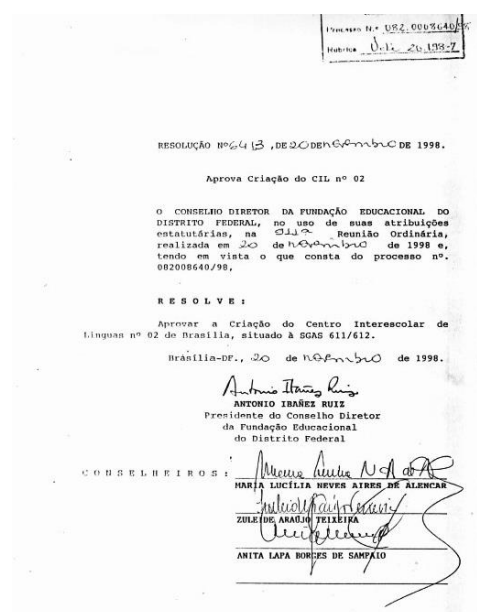 Processo N.º 082.0008640/98
Rubrica
RESOLUÇÃO Nº 6413, DE 20 DE novembro DE 1998.
Aprova Criação do CIL nº 02
O CONSELHO DIRETOR DA FUNDAÇÃO EDUCACIONAL DO
DISTRITO FEDERAL, no uso de suas atribuições
estatutárias, na Reunião Ordinária,
realizada em 20 de novembro de 1998 e,
tendo em vista o que consta do processo nº.
082008640/98,
R E S O L V E :
Aprovar a Criação do Centro Interescolar de
Línguas nº 02 de Brasília, situado à SGAS 611/612.
Brasília-DF., 20 de novembro de 1998.
Antonio Ibañez Ruiz
ANTONIO IBAÑEZ RUIZ
Presidente do Conselho Diretor
da Fundação Educacional
do Distrito Federal
C O N S E L H E I R O S :
MARIA LUCÍLIA NEVES AIRES DE ALENCAR
ZULEIDE ARAÚJO TEIXEIRA
ANITA LAPA BORGES DE SAMPAIO